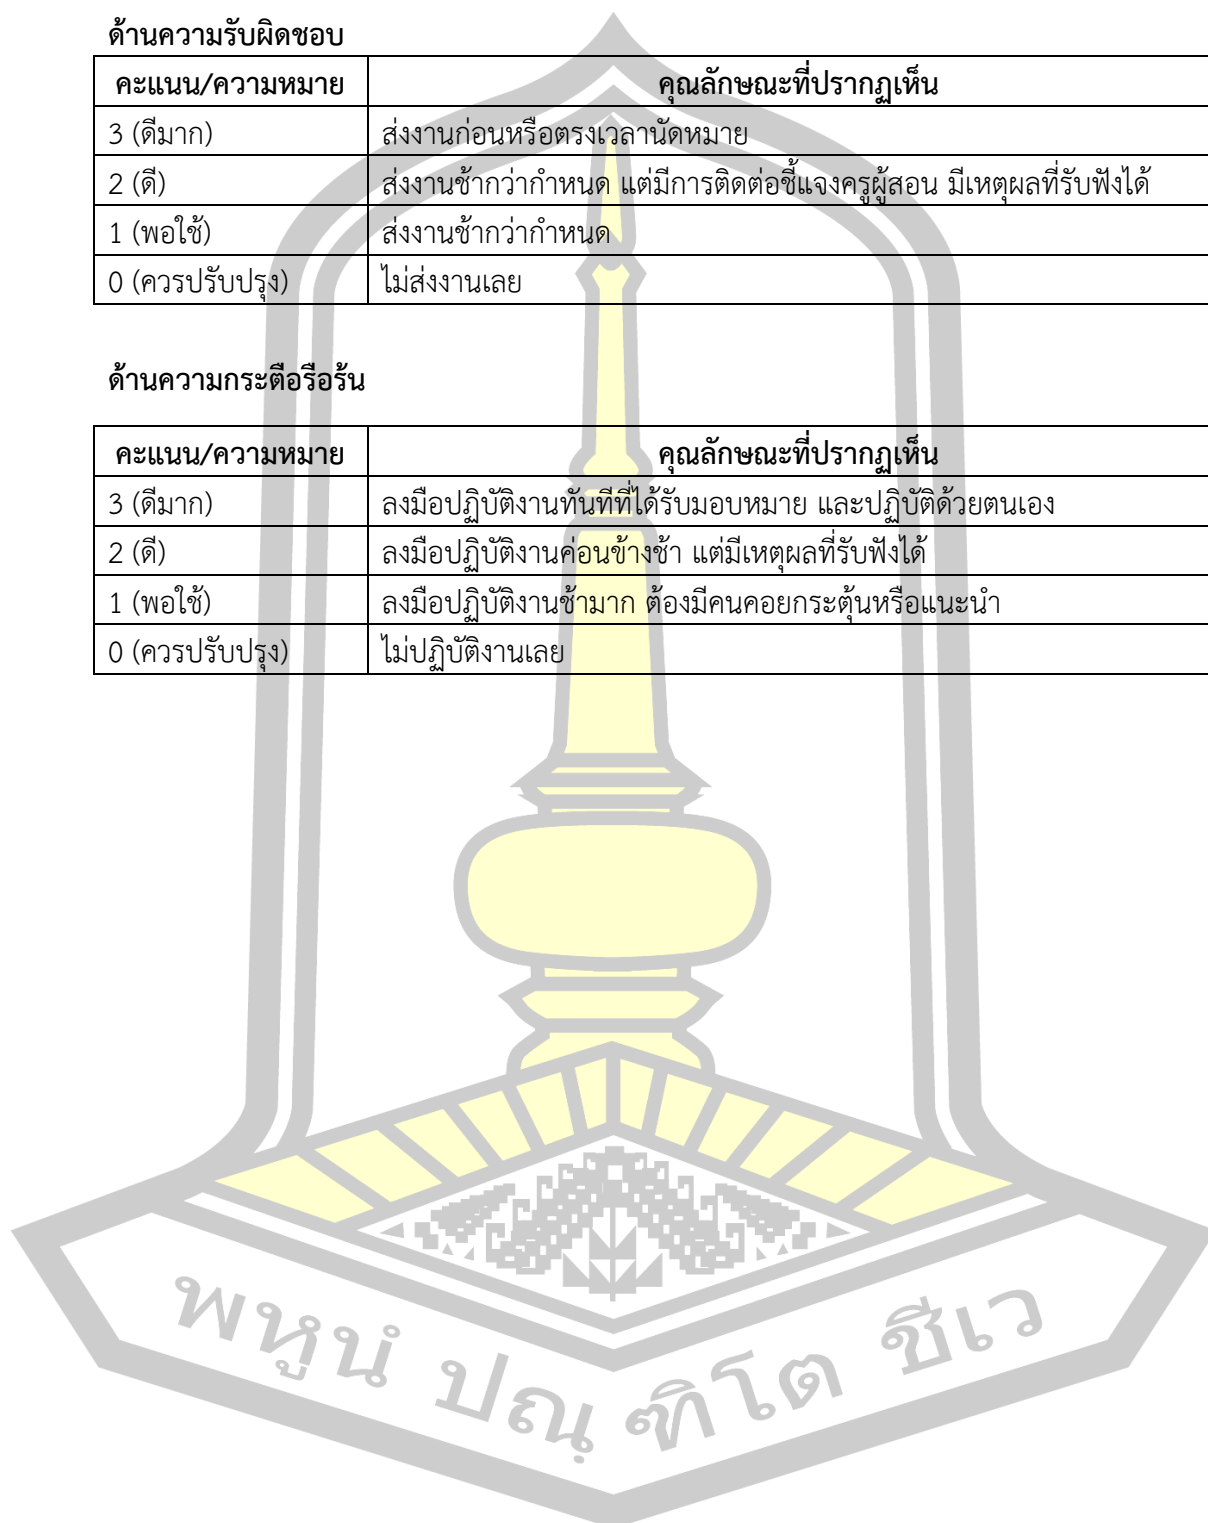 ด้านความรับผิดชอบ
คะแนน/ความหมาย คุณลักษณะที่ปรากฏเห็น
3 (ดีมาก) ส่งงานก่อนหรือตรงเวลานัดหมาย
2 (ดี) ส่งงานช้ากว่ากำหนด แต่มีการติดต่อชี้แจงครูผู้สอน มีเหตุผลที่รับฟังได้
1 (พอใช้) ส่งงานช้ากว่ากำหนด
0 (ควรปรับปรุง) ไม่ส่งงานเลย
ด้านความกระตือรือร้น
คะแนน/ความหมาย คุณลักษณะที่ปรากฏเห็น
3 (ดีมาก) ลงมือปฏิบัติงานทันทีที่ได้รับมอบหมาย และปฏิบัติด้วยตนเอง
2 (ดี) ลงมือปฏิบัติงานค่อนข้างช้า แต่มีเหตุผลที่รับฟังได้
1 (พอใช้) ลงมือปฏิบัติงานช้ามาก ต้องมีคนคอยกระตุ้นหรือแนะนำ
0 (ควรปรับปรุง) ไม่ปฏิบัติงานเลย
พหูนํ ปณฺ ฑิโต ชีเว